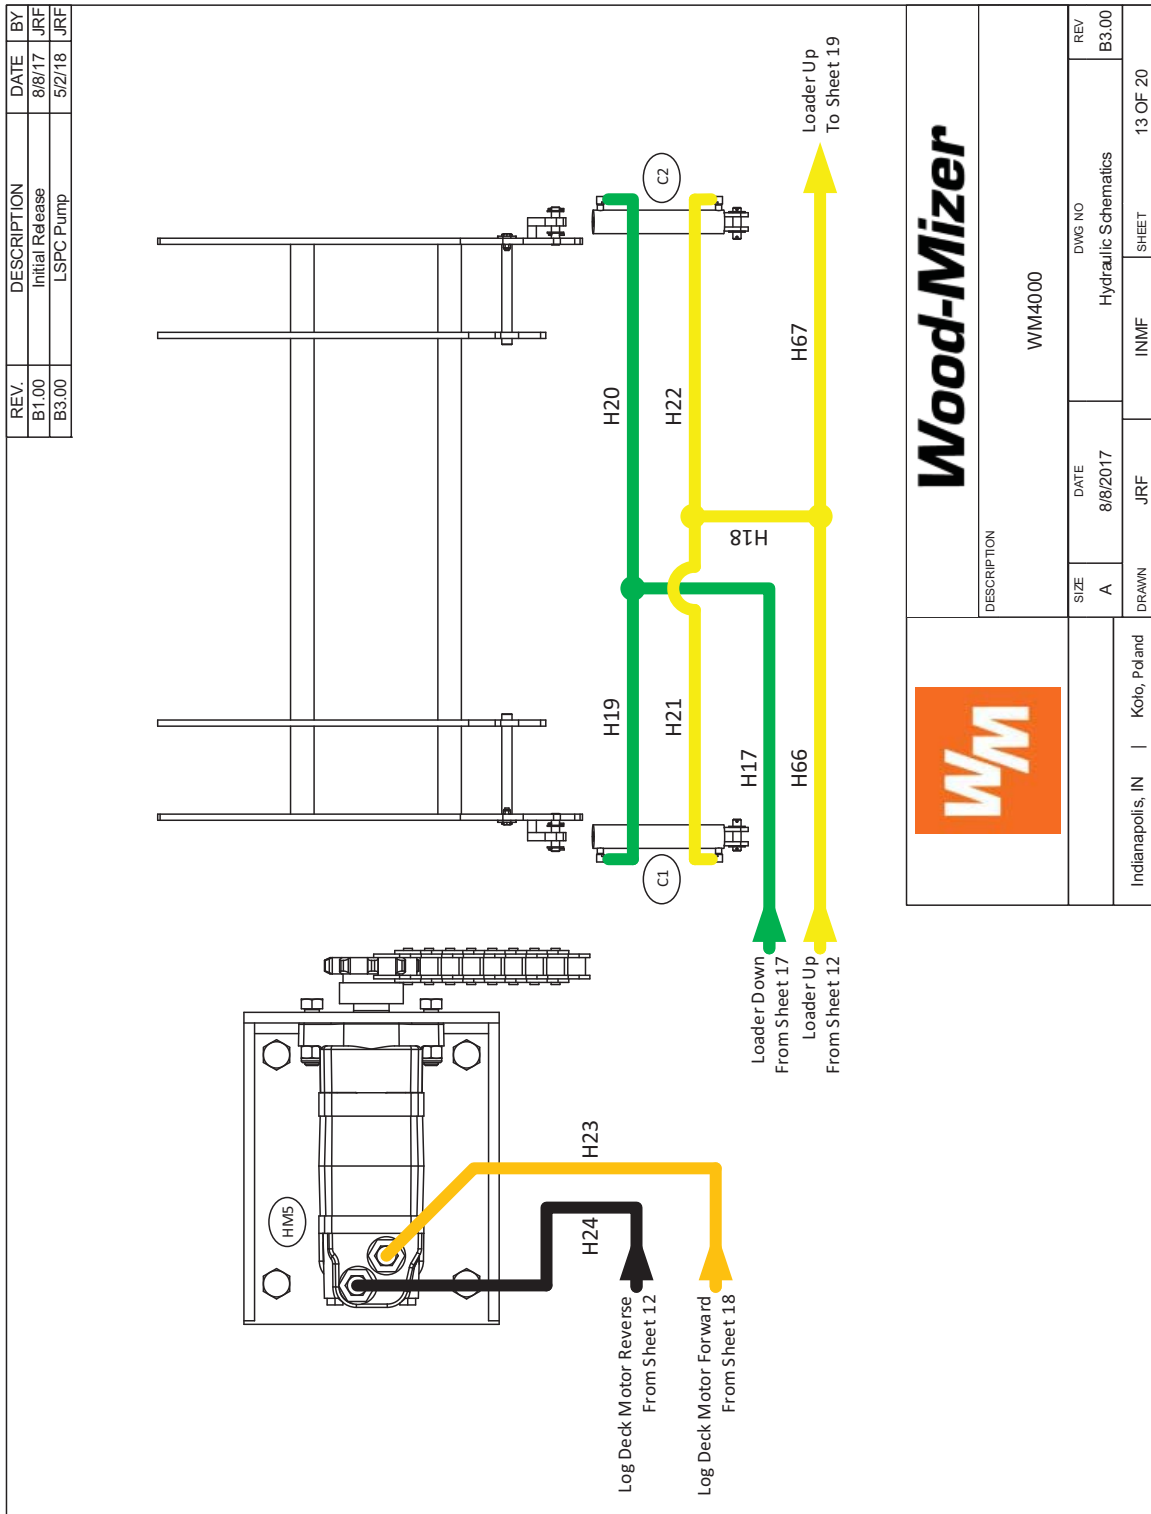 REV. DESCRIPTION DATE BY
B1.00 Initial Release 8/8/17 JRF
B3.00 LSPC Pump 5/2/18 JRF
HM5
H24
H23
Log Deck Motor Reverse
From Sheet 12
Log Deck Motor Forward
From Sheet 18
C1
C2
H19
H20
H21
H22
H18
H17
H66
H67
Loader Down
From Sheet 17
Loader Up
From Sheet 12
Loader Up
To Sheet 19
WM
Wood-Mizer
DESCRIPTION
WM4000
SIZE
A
DATE
8/8/2017
DWG NO
Hydraulic Schematics
REV
B3.00
Indianapolis, IN | Koło, Poland
DRAWN
JRF
INMF
SHEET
13 OF 20